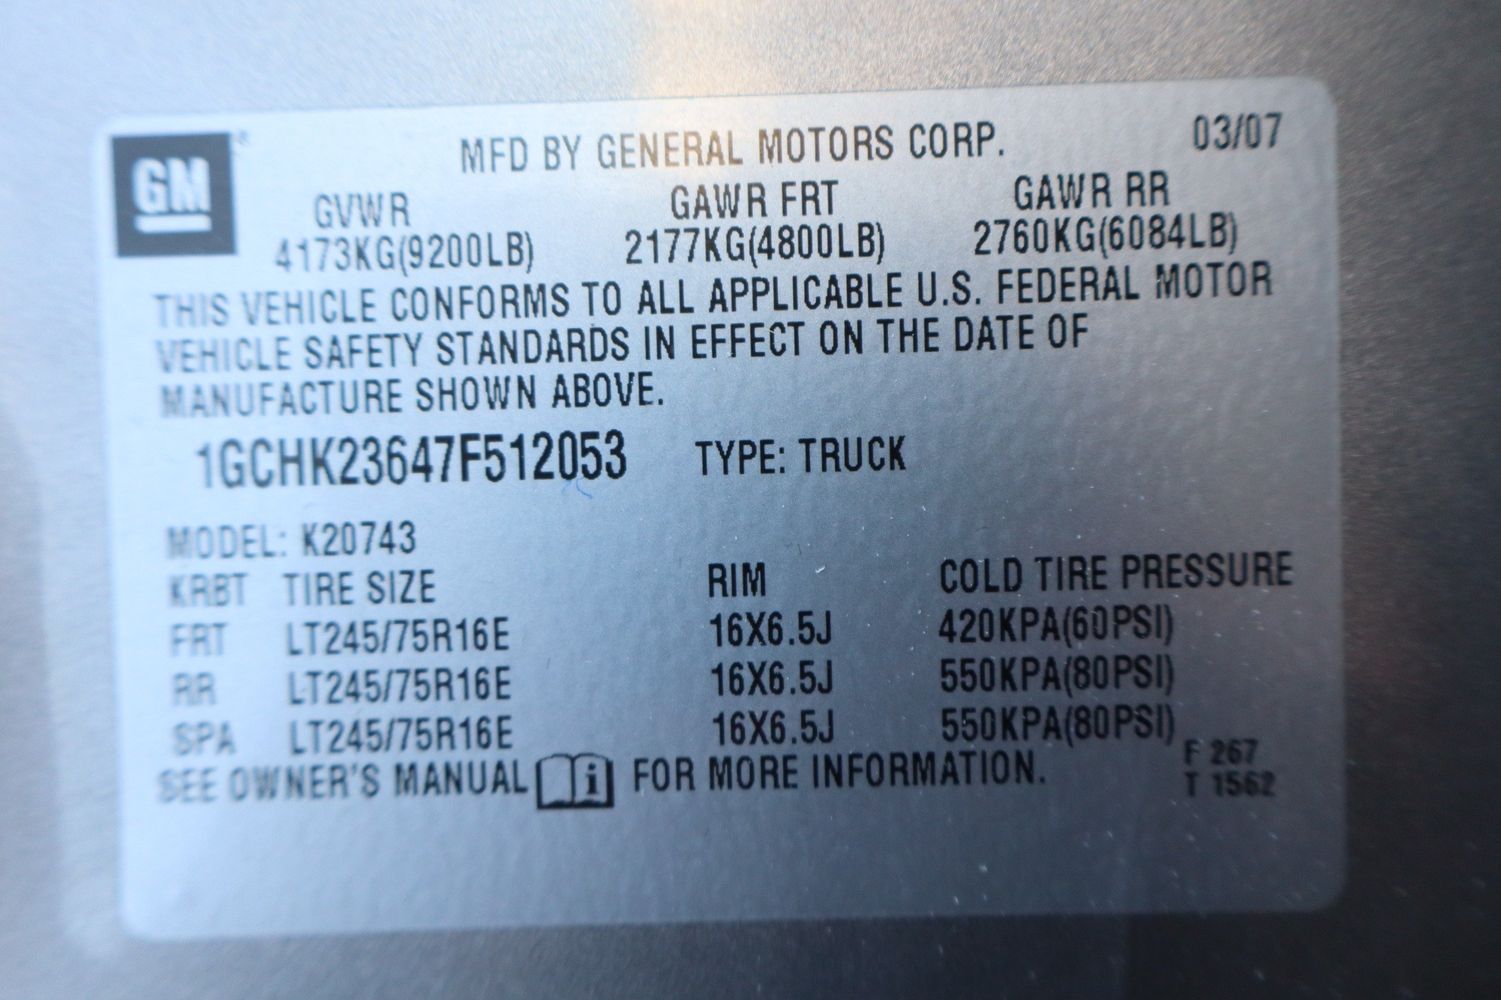 GM®
MFD BY GENERAL MOTORS CORP. 03/07
GVWR GAWR FRT GAWR RR
4173KG(9200LB) 2177KG(4800LB) 2760KG(6084LB)
THIS VEHICLE CONFORMS TO ALL APPLICABLE U.S. FEDERAL MOTOR
VEHICLE SAFETY STANDARDS IN EFFECT ON THE DATE OF
MANUFACTURE SHOWN ABOVE.
1GCHK23647F512053 TYPE: TRUCK
MODEL: K20743
KRBT TIRE SIZE RIM COLD TIRE PRESSURE
FRT LT245/75R16E 16X6.5J 420KPA(60PSI)
RR LT245/75R16E 16X6.5J 550KPA(80PSI)
SPA LT245/75R16E 16X6.5J 550KPA(80PSI)
SEE OWNER'S MANUAL i FOR MORE INFORMATION.
F 267
T 1562